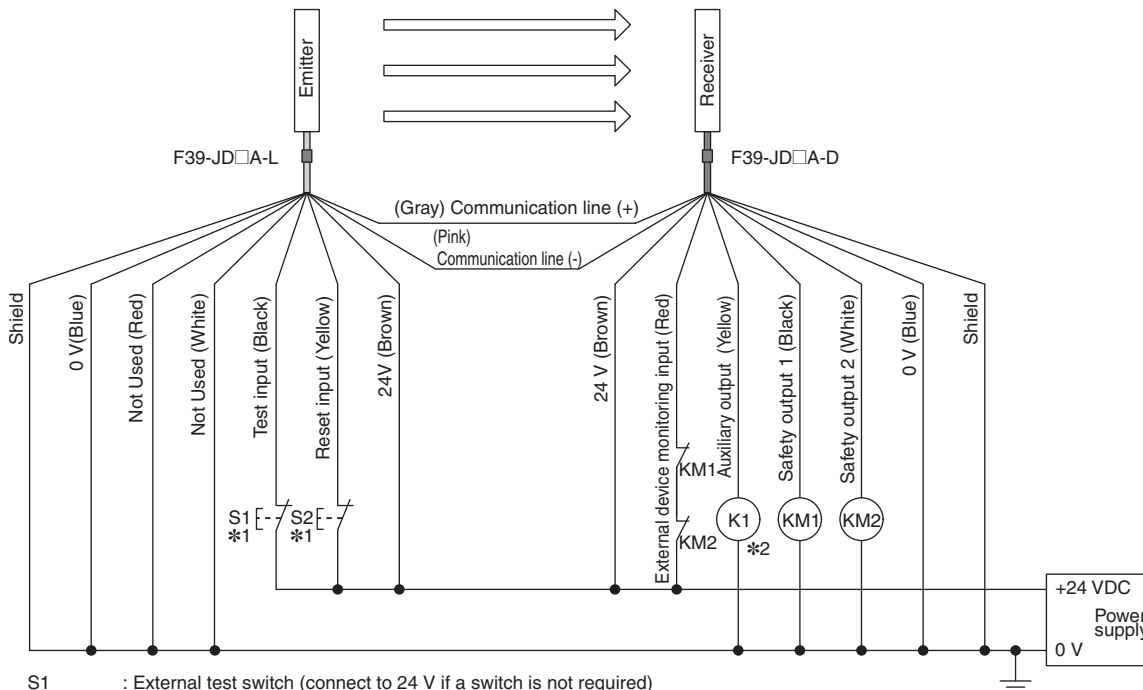 Emitter
Receiver
F39-JD□A-L
F39-JD□A-D
(Gray) Communication line (+)
(Pink)
Communication line (-)
Shield
0 V(Blue)
Not Used (Red)
Not Used (White)
Test input (Black)
Reset input (Yellow)
24V (Brown)
24 V (Brown)
External device monitoring input (Red)
Auxiliary output (Yellow)
Safety output 1 (Black)
Safety output 2 (White)
0 V (Blue)
Shield
KM1
S1
*1
S2
*1
KM2
K1
*2
KM1
KM2
+24 VDC
Power
supply
0 V
S1 : External test switch (connect to 24 V if a switch is not required)